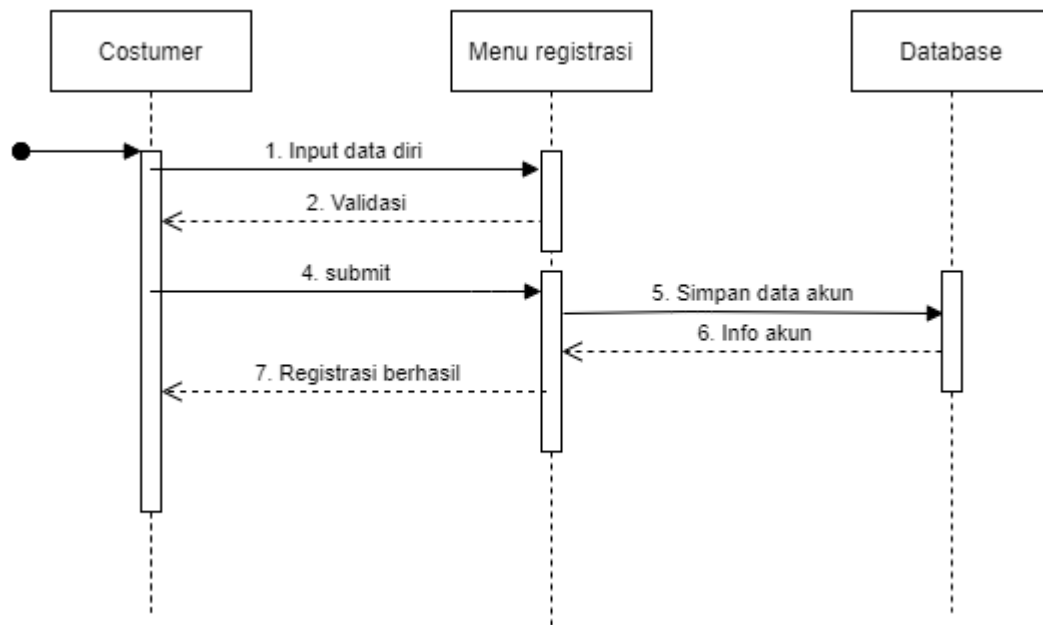 Costumer
Menu registrasi
Database
1. Input data diri
2. Validasi
4. submit
5. Simpan data akun
6. Info akun
7. Registrasi berhasil